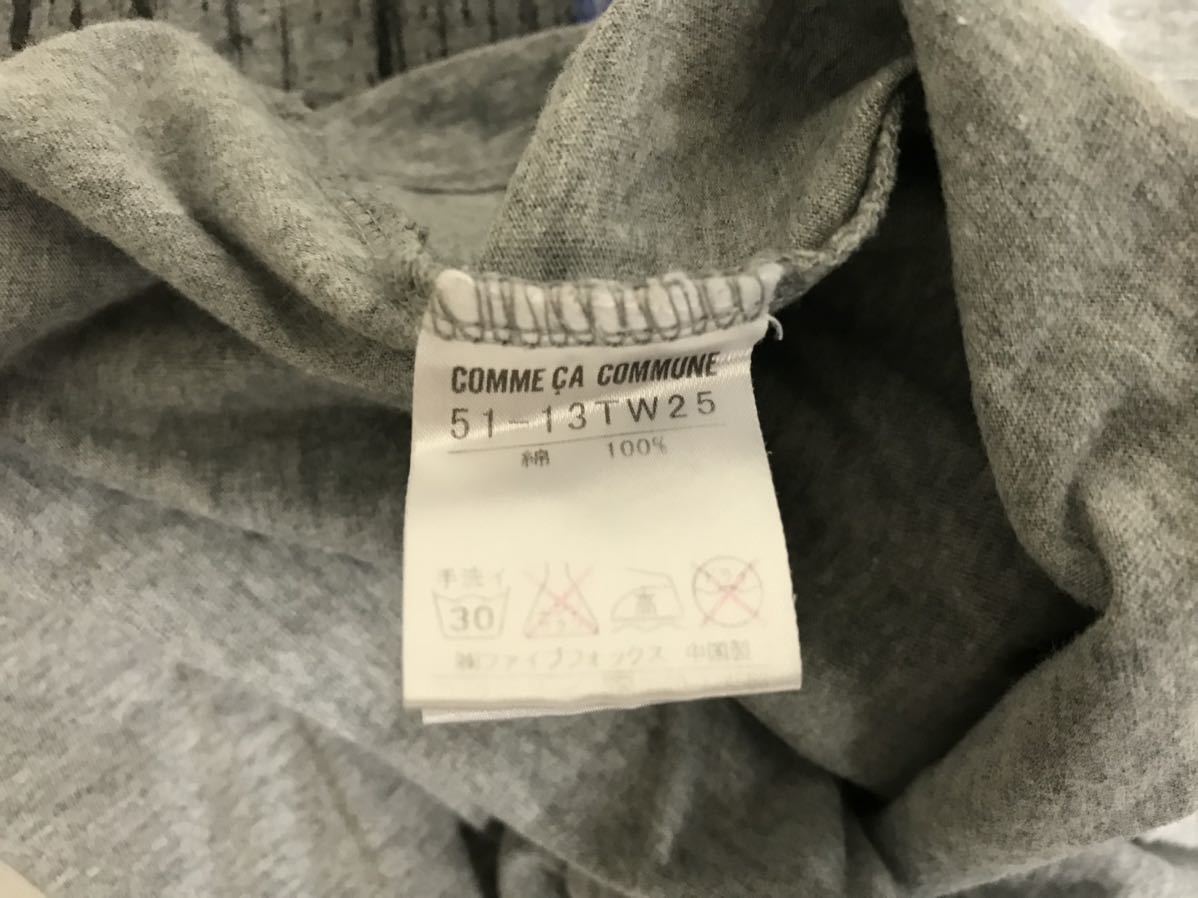 COMME ÇA COMMUNE
51-13TW25
綿 100%
手洗イ
30 高
㈱ファイブフォックス 中国製